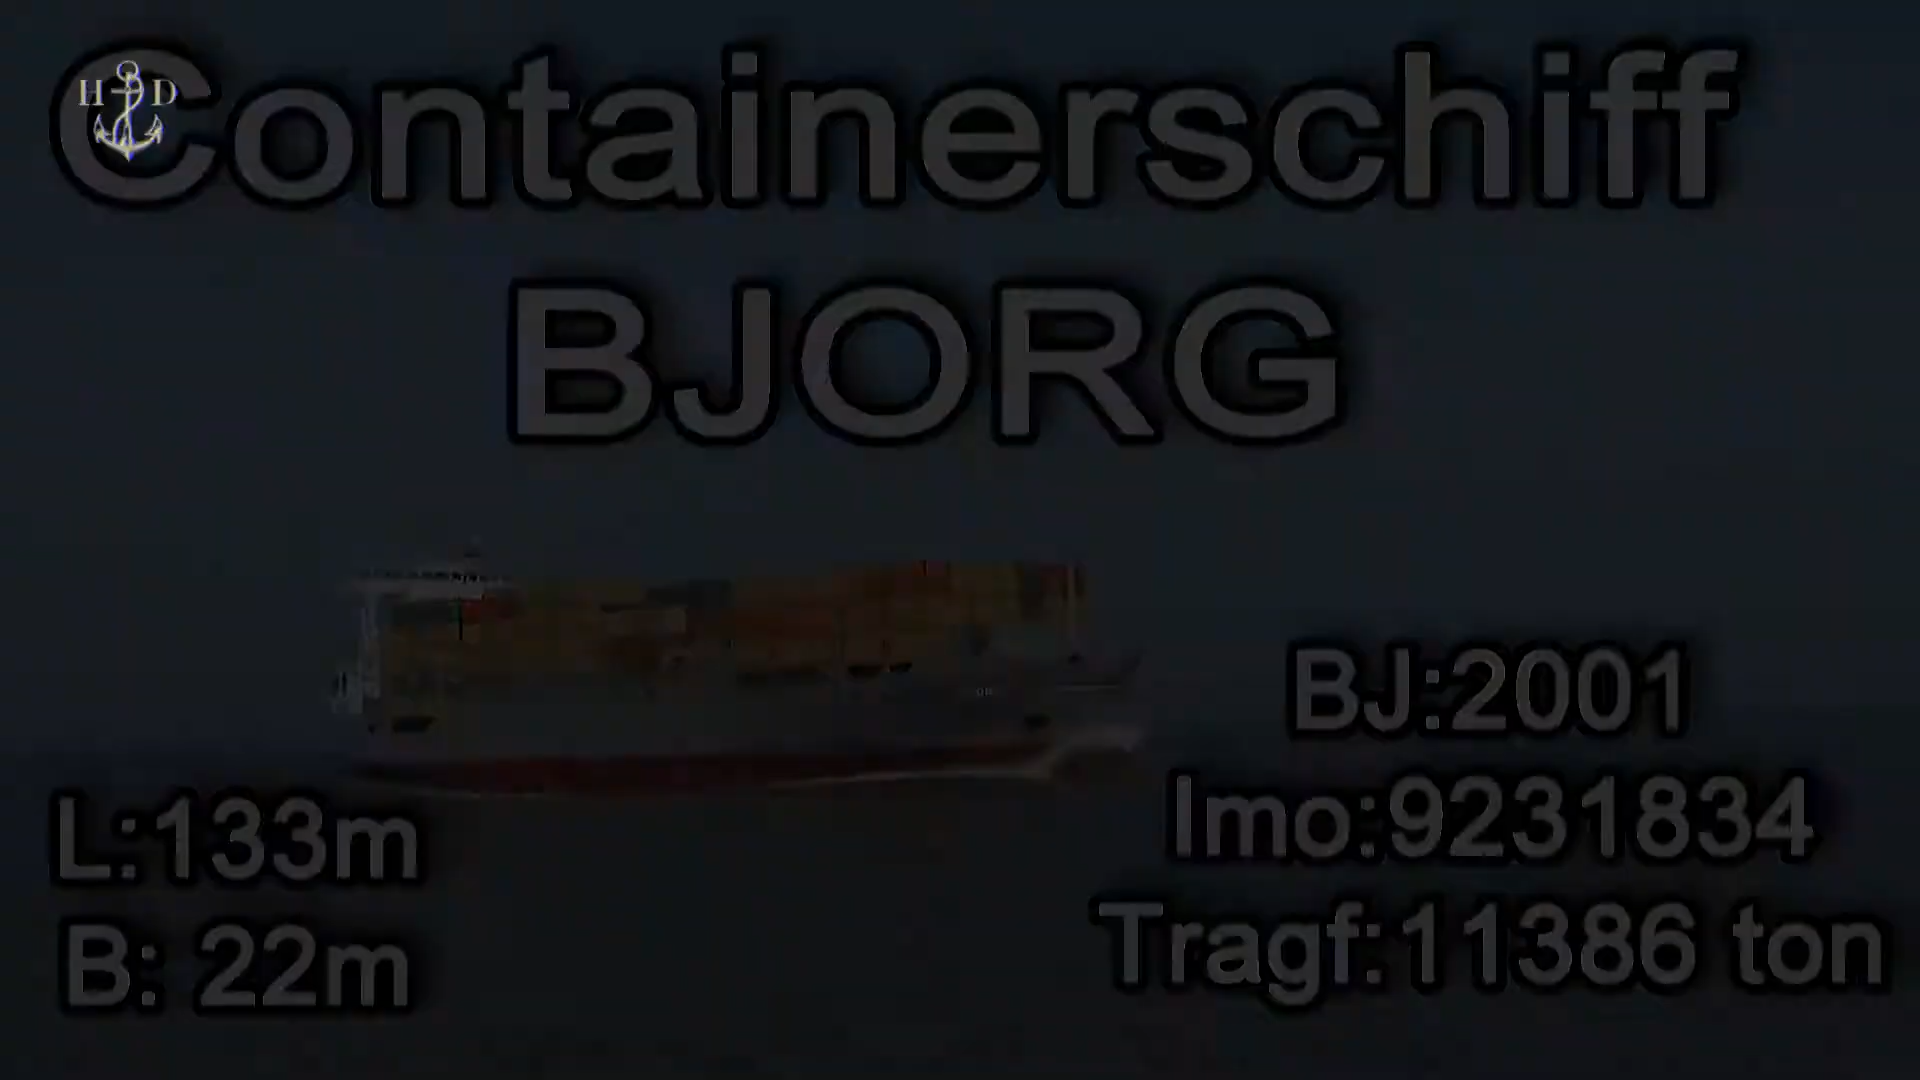 H D
Containerschiff
BJORG
BJ:2001
L:133m
Imo:9231834
B: 22m
Tragf:11386 ton